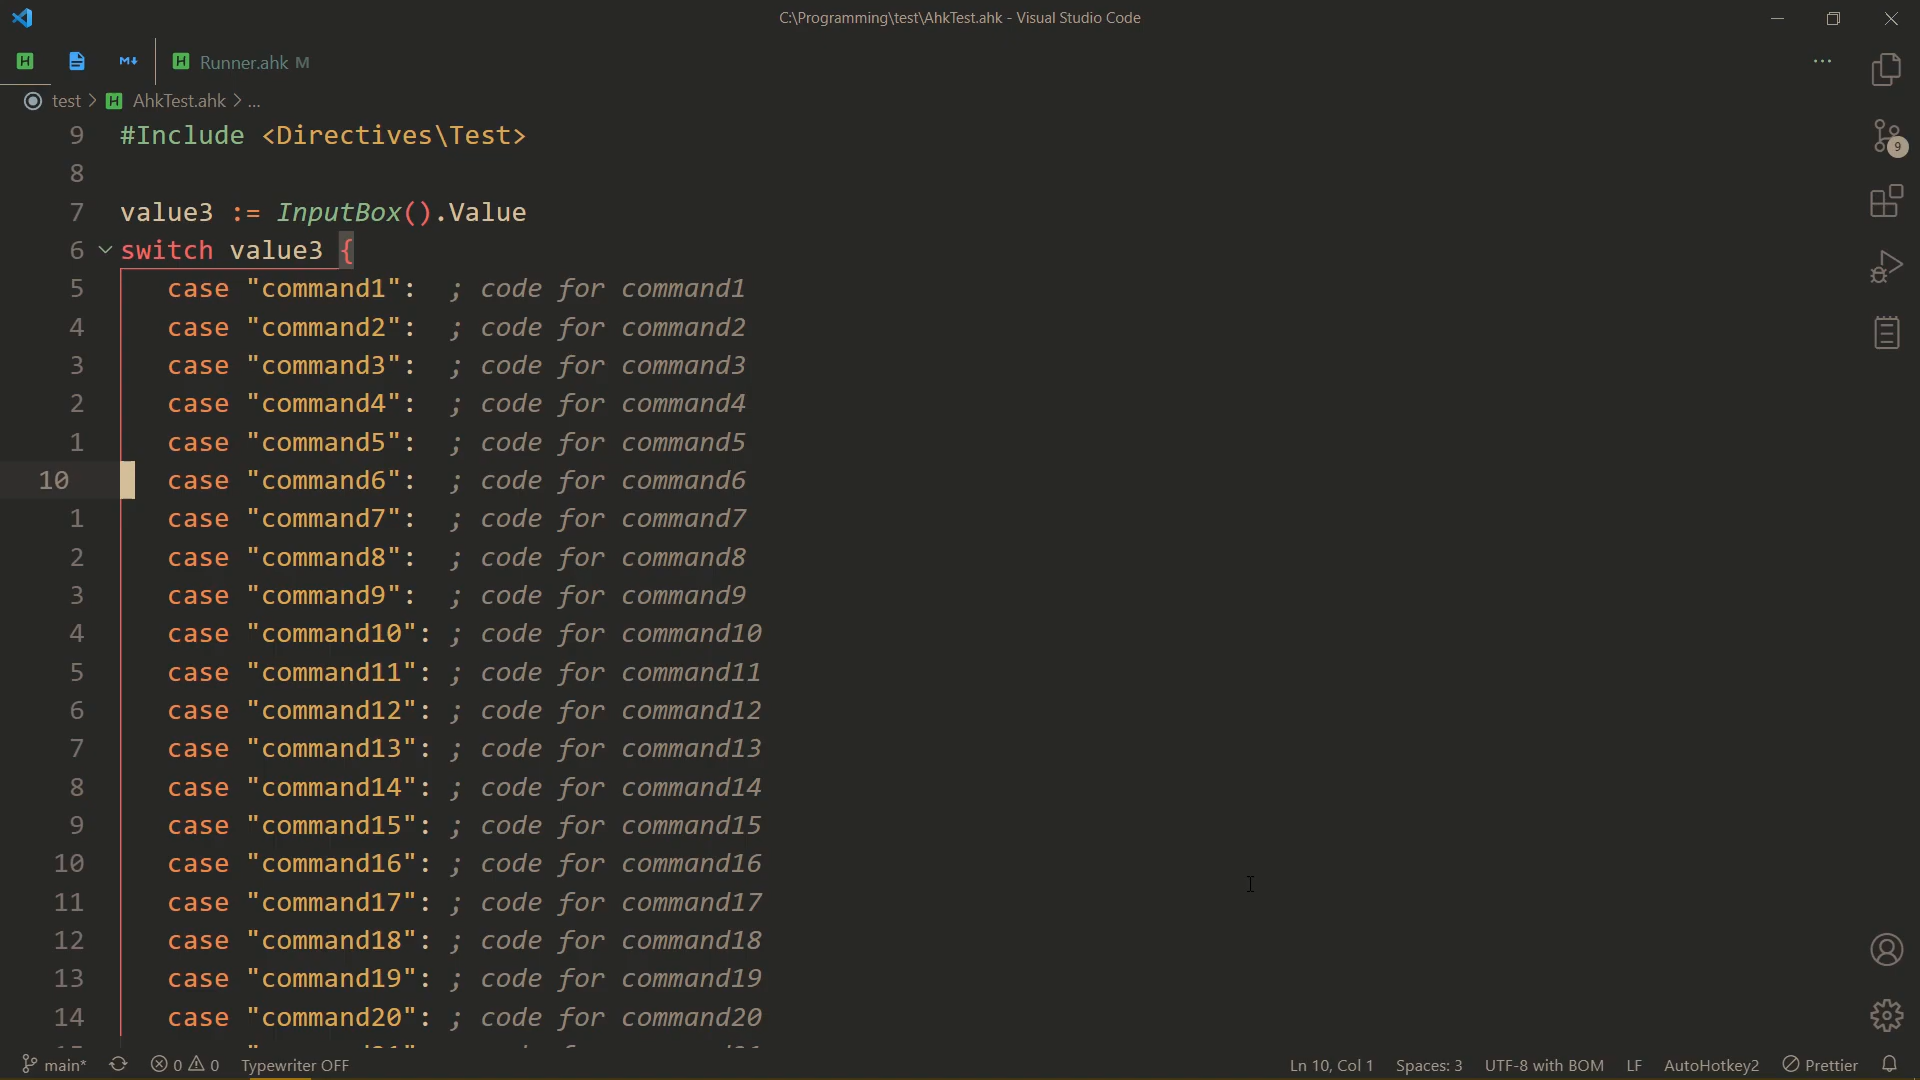 C:\Programming\test\AhkTest.ahk - Visual Studio Code
H M↓ H Runner.ahk M ...
test > H AhkTest.ahk > ...
9 #Include <Directives\Test>
8
7 value3 := InputBox().Value
6 switch value3 {
5 case "command1": ; code for command1
4 case "command2": ; code for command2
3 case "command3": ; code for command3
2 case "command4": ; code for command4
1 case "command5": ; code for command5
10 case "command6": ; code for command6
1 case "command7": ; code for command7
2 case "command8": ; code for command8
3 case "command9": ; code for command9
4 case "command10": ; code for command10
5 case "command11": ; code for command11
6 case "command12": ; code for command12
7 case "command13": ; code for command13
8 case "command14": ; code for command14
9 case "command15": ; code for command15
10 case "command16": ; code for command16
11 case "command17": ; code for command17
12 case "command18": ; code for command18
13 case "command19": ; code for command19
14 case "command20": ; code for command20
9
main* 0 0 Typewriter OFF Ln 10, Col 1 Spaces: 3 UTF-8 with BOM LF AutoHotkey2 Prettier